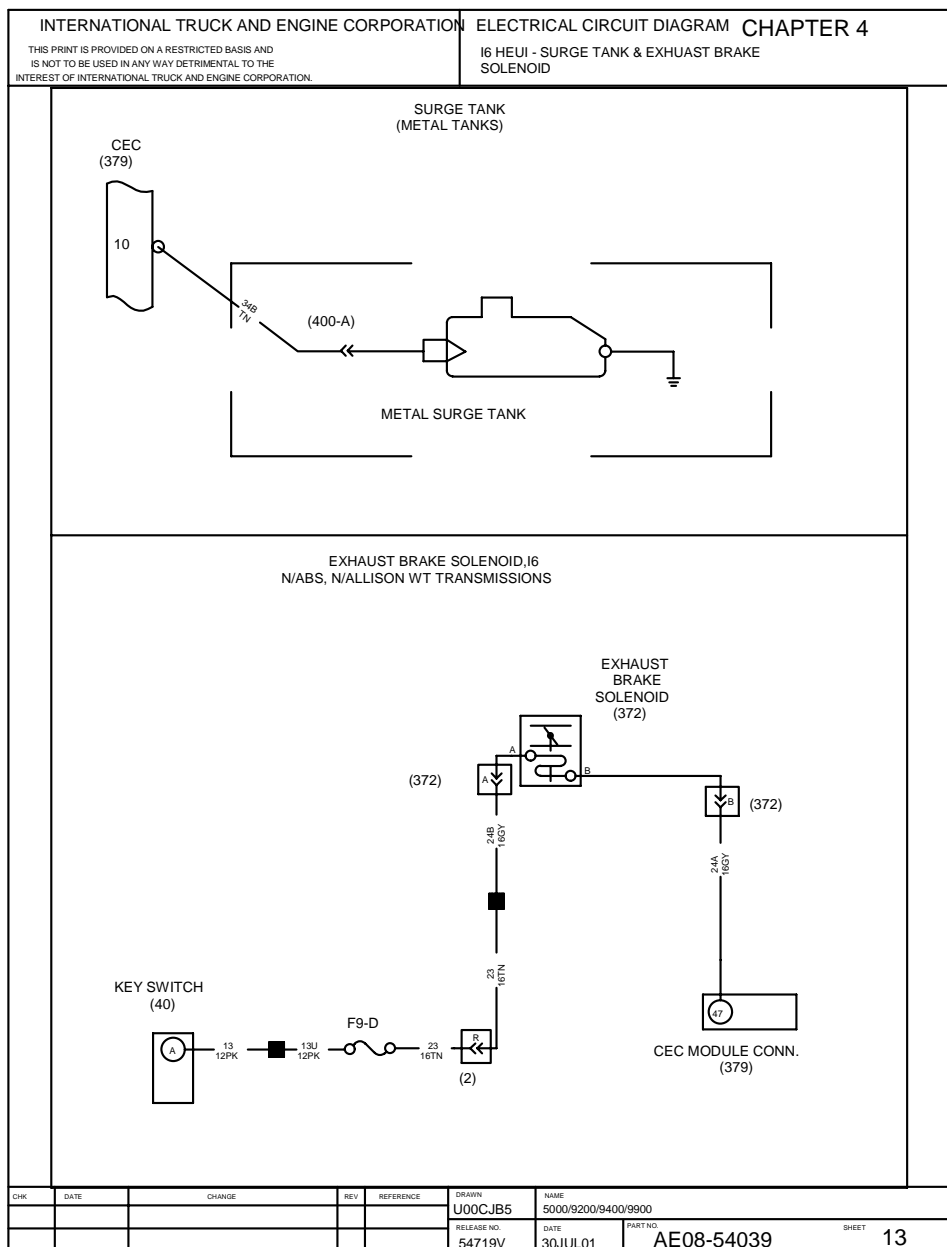 INTERNATIONAL TRUCK AND ENGINE CORPORATION
THIS PRINT IS PROVIDED ON A RESTRICTED BASIS AND
IS NOT TO BE USED IN ANY WAY DETRIMENTAL TO THE
INTEREST OF INTERNATIONAL TRUCK AND ENGINE CORPORATION.
ELECTRICAL CIRCUIT DIAGRAM CHAPTER 4
I6 HEUI - SURGE TANK & EXHUAST BRAKE
SOLENOID
SURGE TANK
(METAL TANKS)
CEC
(379)
10
34B
TN
(400-A)
METAL SURGE TANK
EXHAUST BRAKE SOLENOID,I6
N/ABS, N/ALLISON WT TRANSMISSIONS
EXHAUST
BRAKE
SOLENOID
(372)
A
B
(372)
A
B
(372)
24B
16GY
24A
16GY
23
16TN
KEY SWITCH
(40)
A
13
12PK
13U
12PK
F9-D
23
16TN
R
(2)
47
CEC MODULE CONN.
(379)
CHK DATE CHANGE REV REFERENCE
DRAWN
U00CJB5
NAME
5000/9200/9400/9900
RELEASE NO.
54719V
DATE
30JUL01
PART NO.
AE08-54039
SHEET 13